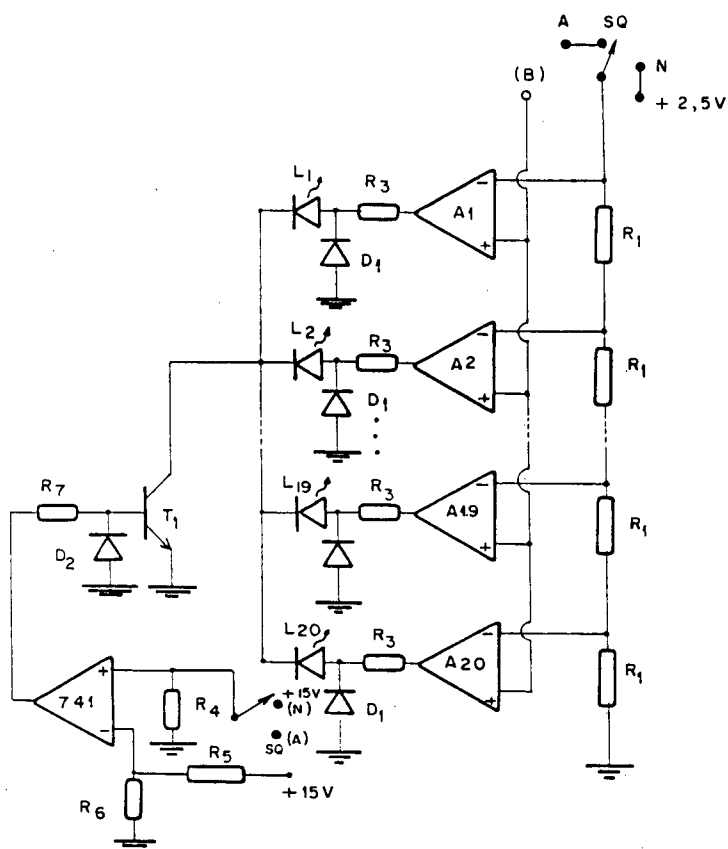 A SQ
(B)
N
+ 2,5V
L1
R3
A1
-
+
R1
D1
L2
R3
A2
-
+
R1
D1
L19
R3
A19
-
+
R1
R7
T1
D2
L20
R3
A20
-
+
R1
D1
741
+
-
R4
+15V
(N)
SQ (A)
R5
+15V
R6